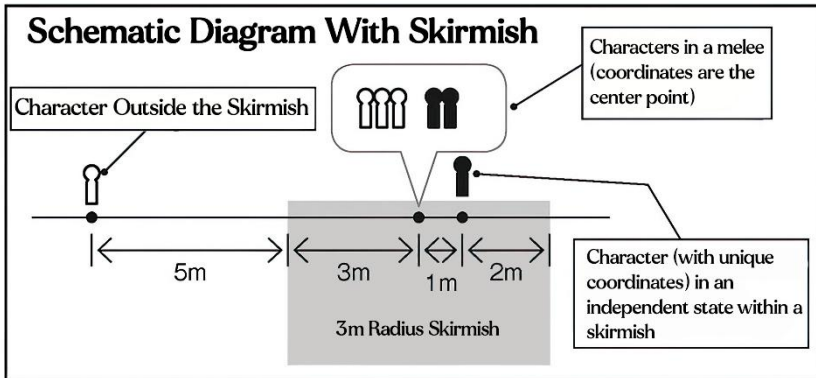 Schematic Diagram With Skirmish
Characters in a melee
(coordinates are the
center point)
Character Outside the Skirmish
5m
3m
1m
2m
3m Radius Skirmish
Character (with unique
coordinates) in an
independent state within a
skirmish